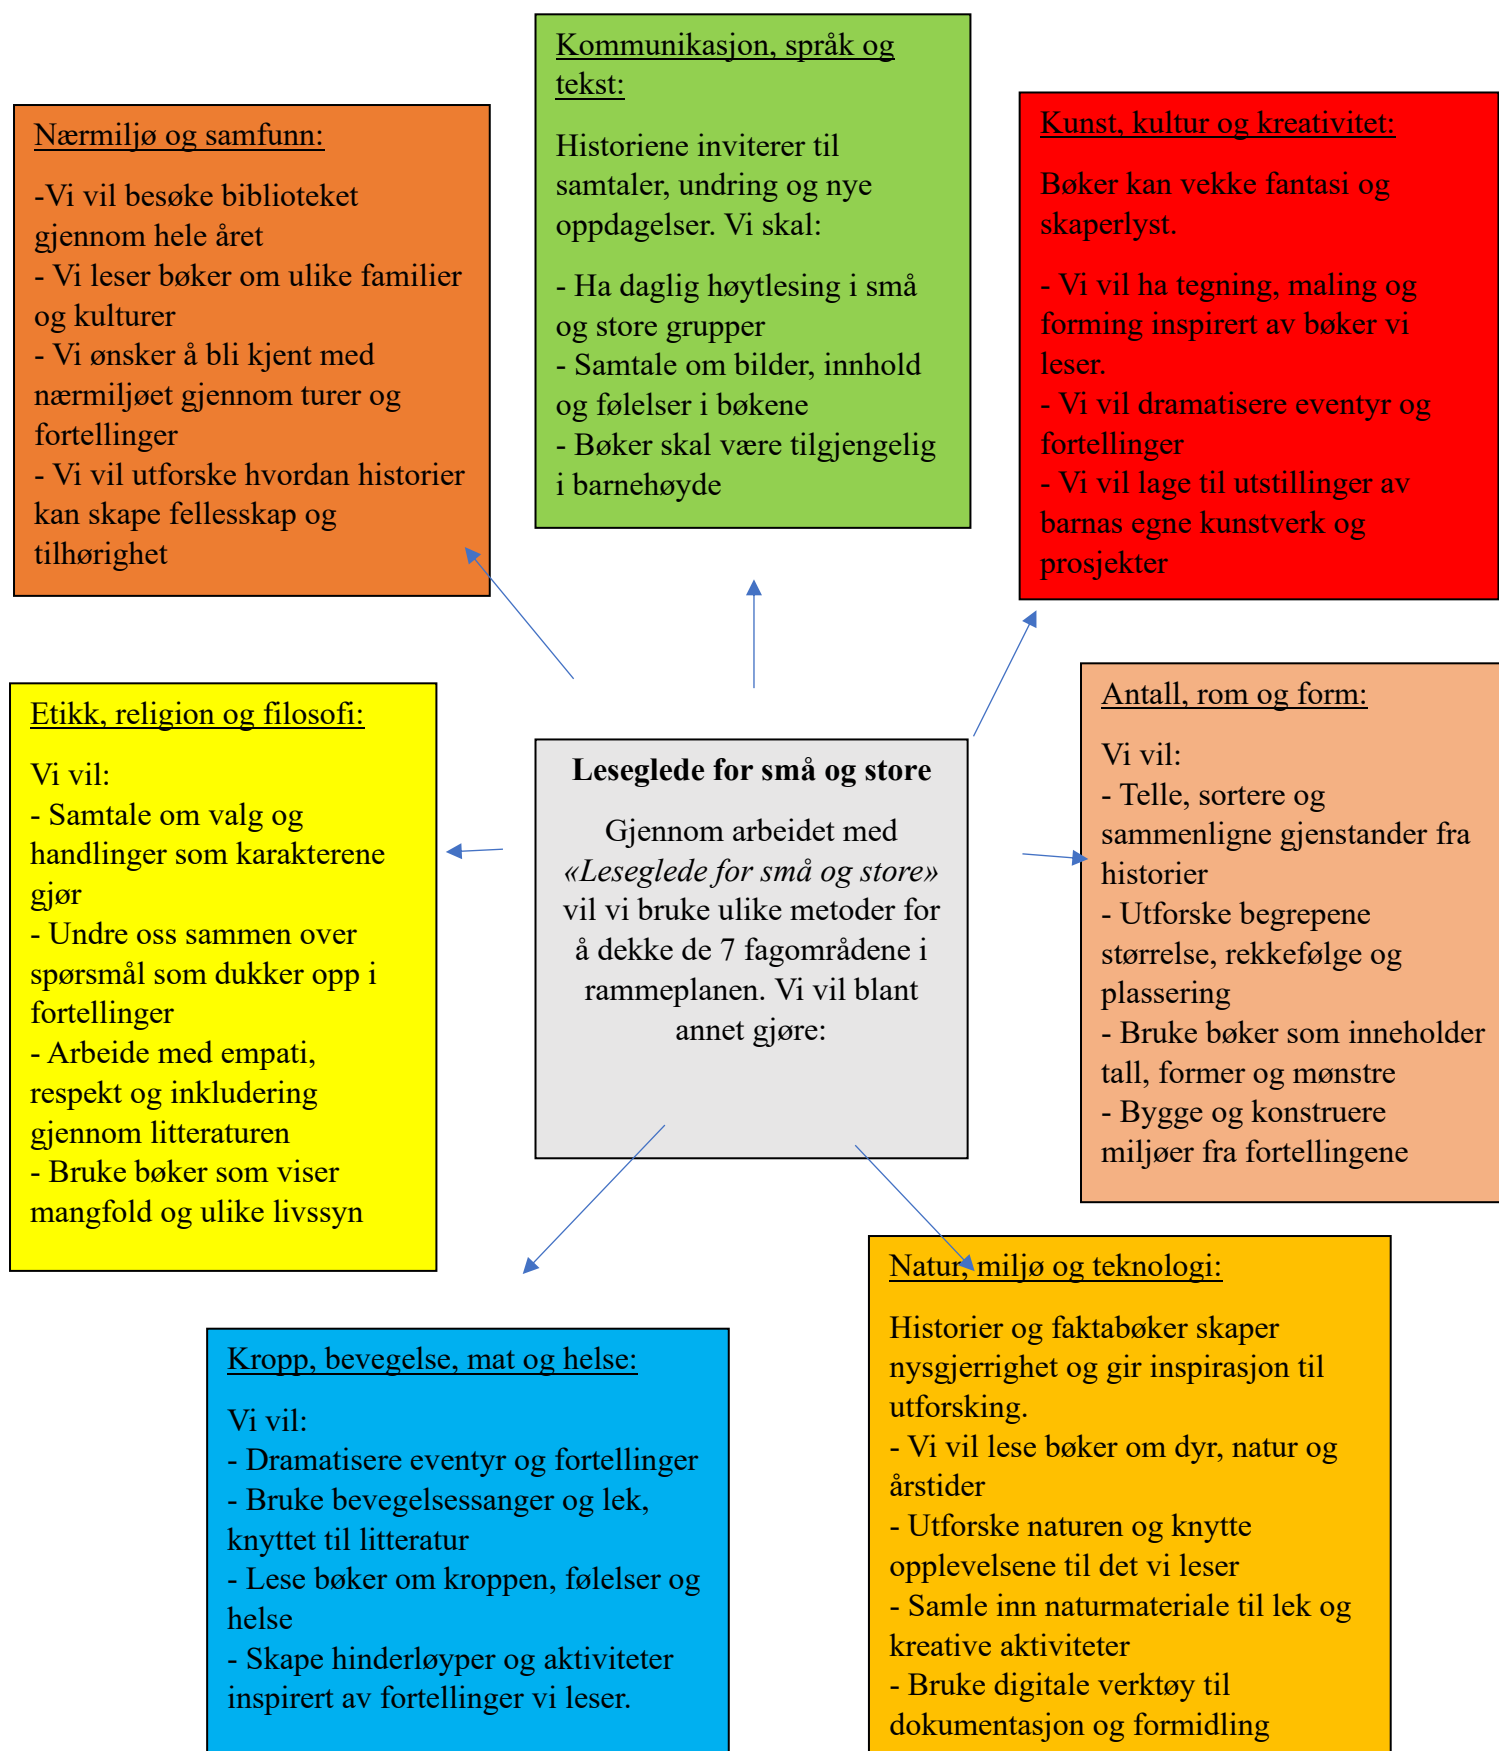 Kommunikasjon, språk og
tekst:
Historiene inviterer til
samtaler, undring og nye
oppdagelser. Vi skal:
- Ha daglig høytlesing i små
og store grupper
- Samtale om bilder, innhold
og følelser i bøkene
- Bøker skal være tilgjengelig
i barnehøyde
Nærmiljø og samfunn:
-Vi vil besøke biblioteket
gjennom hele året
- Vi leser bøker om ulike familier
og kulturer
- Vi ønsker å bli kjent med
nærmiljøet gjennom turer og
fortellinger
- Vi vil utforske hvordan historier
kan skape fellesskap og
tilhørighet
Kunst, kultur og kreativitet:
Bøker kan vekke fantasi og
skaperlyst.
- Vi vil ha tegning, maling og
forming inspirert av bøker vi
leser.
- Vi vil dramatisere eventyr og
fortellinger
- Vi vil lage til utstillinger av
barnas egne kunstverk og
prosjekter
Etikk, religion og filosofi:
Vi vil:
- Samtale om valg og
handlinger som karakterene
gjør
- Undre oss sammen over
spørsmål som dukker opp i
fortellinger
- Arbeide med empati,
respekt og inkludering
gjennom litteraturen
- Bruke bøker som viser
mangfold og ulike livssyn
Leseglede for små og store
Gjennom arbeidet med
«Leseglede for små og store»
vil vi bruke ulike metoder for
å dekke de 7 fagområdene i
rammeplanen. Vi vil blant
annet gjøre:
Antall, rom og form:
Vi vil:
- Telle, sortere og
sammenligne gjenstander fra
historier
- Utforske begrepene
størrelse, rekkefølge og
plassering
- Bruke bøker som inneholder
tall, former og mønstre
- Bygge og konstruere
miljøer fra fortellingene
Kropp, bevegelse, mat og helse:
Vi vil:
- Dramatisere eventyr og fortellinger
- Bruke bevegelsessanger og lek,
knyttet til litteratur
- Lese bøker om kroppen, følelser og
helse
- Skape hinderløyper og aktiviteter
inspirert av fortellinger vi leser.
Natur, miljø og teknologi:
Historier og faktabøker skaper
nysgjerrighet og gir inspirasjon til
utforsking.
- Vi vil lese bøker om dyr, natur og
årstider
- Utforske naturen og knytte
opplevelsene til det vi leser
- Samle inn naturmateriale til lek og
kreative aktiviteter
- Bruke digitale verktøy til
dokumentasjon og formidling